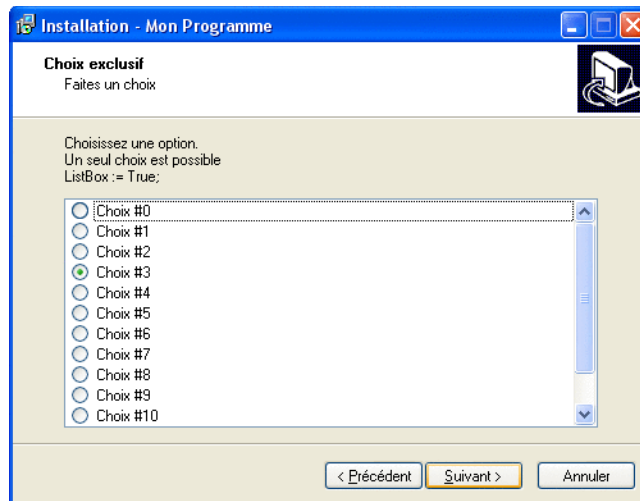 Installation - Mon Programme
Choix exclusif
Faites un choix
Choisissez une option.
Un seul choix est possible
ListBox := True;
Choix #0
Choix #1
Choix #2
Choix #3
Choix #4
Choix #5
Choix #6
Choix #7
Choix #8
Choix #9
Choix #10
< Précédent Suivant > Annuler